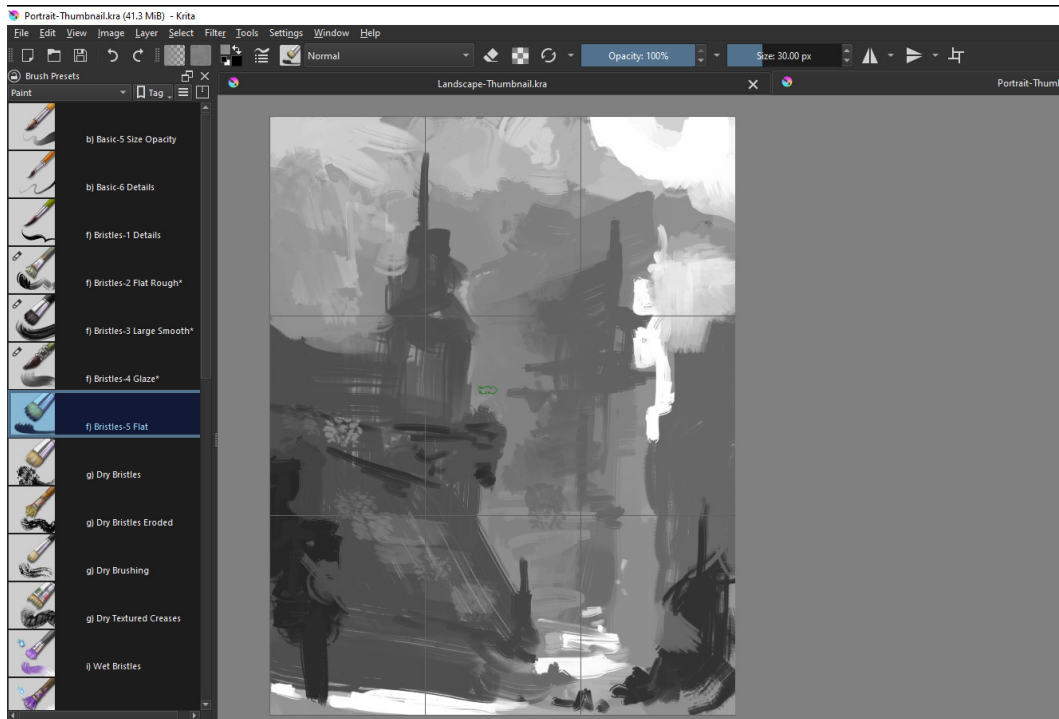 Portrait-Thumbnail.kra (41.3 MiB) - Krita
File Edit View Image Layer Select Filter Tools Settings Window Help
Normal
Opacity: 100%
Size: 30.00 px
Brush Presets
Paint
Tag
Landscape-Thumbnail.kra
Portrait-Thumb
b) Basic-5 Size Opacity
b) Basic-6 Details
f) Bristles-1 Details
f) Bristles-2 Flat Rough*
f) Bristles-3 Large Smooth*
f) Bristles-4 Glaze*
f) Bristles-5 Flat
g) Dry Bristles
g) Dry Bristles Eroded
g) Dry Brushing
g) Dry Textured Creases
i) Wet Bristles